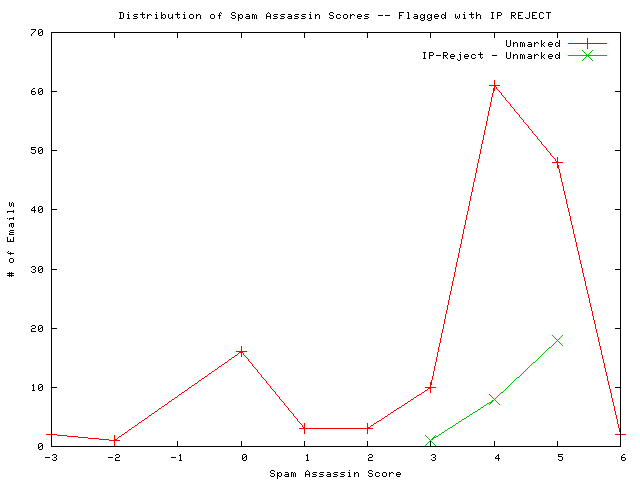 Distribution of Spam Assassin Scores -- Flagged with IP REJECT
Unmarked
IP-Reject - Unmarked
70
60
50
40
30
20
10
0
# of Emails
-3 -2 -1 0 1 2 3 4 5 6
Spam Assassin Score